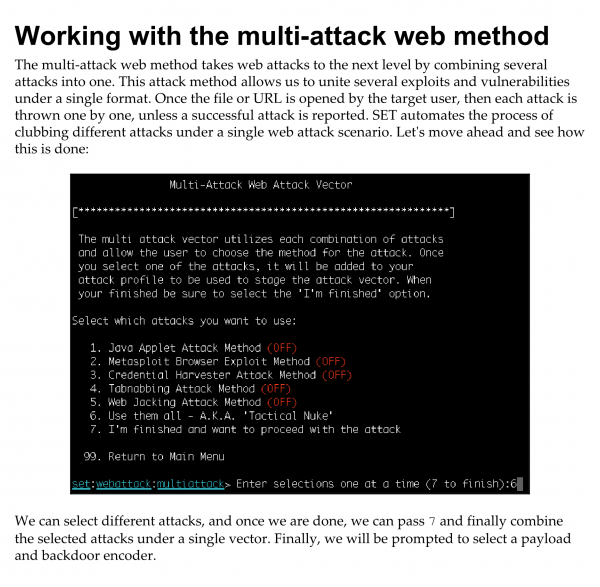 Working with the multi-attack web method
The multi-attack web method takes web attacks to the next level by combining several
attacks into one. This attack method allows us to unite several exploits and vulnerabilities
under a single format. Once the file or URL is opened by the target user, then each attack is
thrown one by one, unless a successful attack is reported. SET automates the process of
clubbing different attacks under a single web attack scenario. Let's move ahead and see how
this is done:
Multi-Attack Web Attack Vector
[*************************************************************]
The multi attack vector utilizes each combination of attacks
and allow the user to choose the method for the attack. Once
you select one of the attacks, it will be added to your
attack profile to be used to stage the attack vector. When
your finished be sure to select the 'I'm finished' option.
Select which attacks you want to use:
1. Java Applet Attack Method (OFF)
2. Metasploit Browser Exploit Method (OFF)
3. Credential Harvester Attack Method (OFF)
4. Tabnabbing Attack Method (OFF)
5. Web Jacking Attack Method (OFF)
6. Use them all - A.K.A. 'Tactical Nuke'
7. I'm finished and want to proceed with the attack
99. Return to Main Menu
set:webattack:multiattack> Enter selections one at a time (7 to finish):6
We can select different attacks, and once we are done, we can pass 7 and finally combine
the selected attacks under a single vector. Finally, we will be prompted to select a payload
and backdoor encoder.